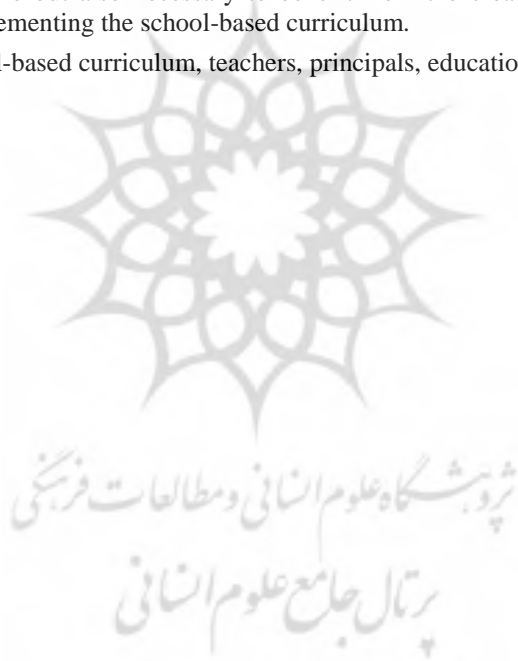 ementing the school-based curriculum.
l-based curriculum, teachers, principals, educatio
پژوهشگاه علوم انسانی و مطالعات فرهنگی
پرتال جامع علوم انسانی